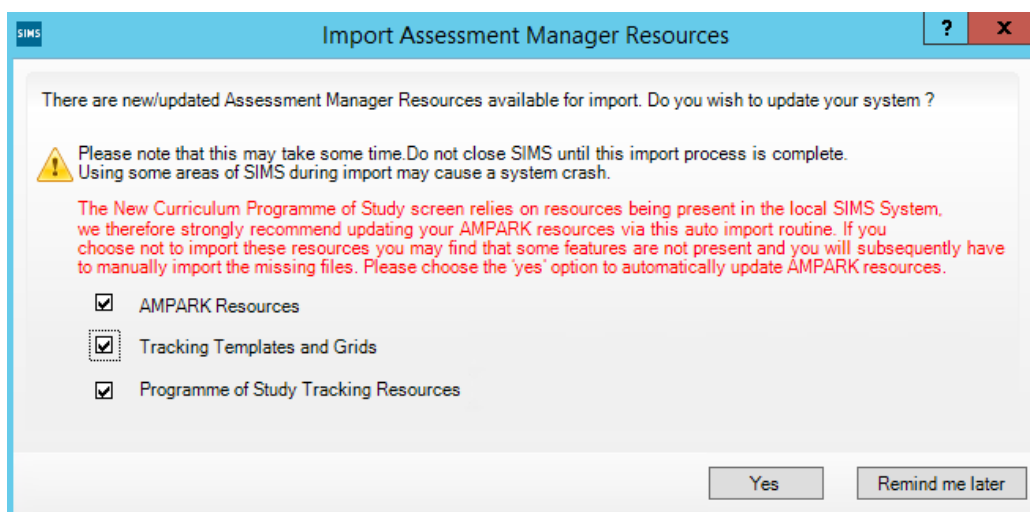 SIMS
Import Assessment Manager Resources
?
x
There are new/updated Assessment Manager Resources available for import. Do you wish to update your system ?
Please note that this may take some time.Do not close SIMS until this import process is complete.
Using some areas of SIMS during import may cause a system crash.
The New Curriculum Programme of Study screen relies on resources being present in the local SIMS System,
we therefore strongly recommend updating your AMPARK resources via this auto import routine. If you
choose not to import these resources you may find that some features are not present and you will subsequently have
to manually import the missing files. Please choose the 'yes' option to automatically update AMPARK resources.
AMPARK Resources
Tracking Templates and Grids
Programme of Study Tracking Resources
Yes
Remind me later